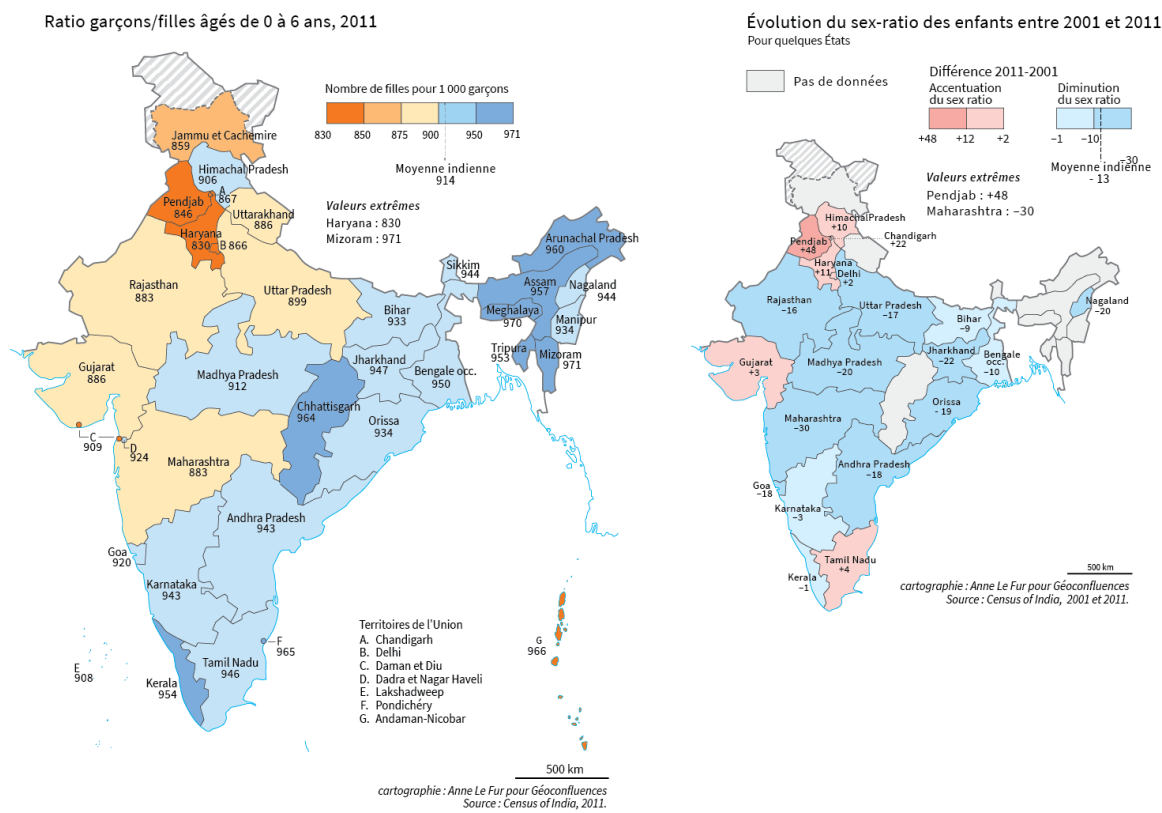 Ratio garçons/filles âgés de 0 à 6 ans, 2011
Nombre de filles pour 1 000 garçons
830 850 875 900 950 971
Moyenne indienne
914
Valeurs extrêmes
Haryana : 830
Mizoram : 971
Jammu et Cachemire
859
Himachal Pradesh
906
A
867
Pendjab
846
Uttarakhand
886
Haryana
830
B 866
Rajasthan
883
Uttar Pradesh
899
Sikkim
944
Arunachal Pradesh
960
Assam
957
Nagaland
944
Meghalaya
970
Manipur
934
Tripura
953
Mizoram
971
Bihar
933
Gujarat
886
Madhya Pradesh
912
Jharkhand
947
Bengale occ.
950
Chhattisgarh
964
Orissa
934
C
909
D
924
Maharashtra
883
Andhra Pradesh
943
Goa
920
Karnataka
943
F
965
Tamil Nadu
946
Kerala
954
E
908
G
966
Territoires de l'Union
A. Chandigarh
B. Delhi
C. Daman et Diu
D. Dadra et Nagar Haveli
E. Lakshadweep
F. Pondichéry
G. Andaman-Nicobar
500 km
cartographie : Anne Le Fur pour Géoconfluences
Source : Census of India, 2011.
Évolution du sex-ratio des enfants entre 2001 et 2011
Pour quelques États
Pas de données
Différence 2011-2001
Accentuation
du sex ratio
+48 +12 +2
Diminution
du sex ratio
−1 −10 −30
Moyenne indienne
- 13
Valeurs extrêmes
Pendjab : +48
Maharashtra : −30
Himachal Pradesh
+10
Chandigarh
+22
Pendjab
+48
Haryana
+11
Delhi
+2
Rajasthan
−16
Uttar Pradesh
−17
Bihar
−9
Nagaland
−20
Gujarat
+3
Madhya Pradesh
−20
Jharkhand
−22
Bengale
occ.
−10
Orissa
- 19
Maharashtra
−30
Andhra Pradesh
−18
Goa
−18
Karnataka
−3
Tamil Nadu
+4
Kerala
−1
500 km
cartographie : Anne Le Fur pour Géoconfluences
Source : Census of India, 2001 et 2011.